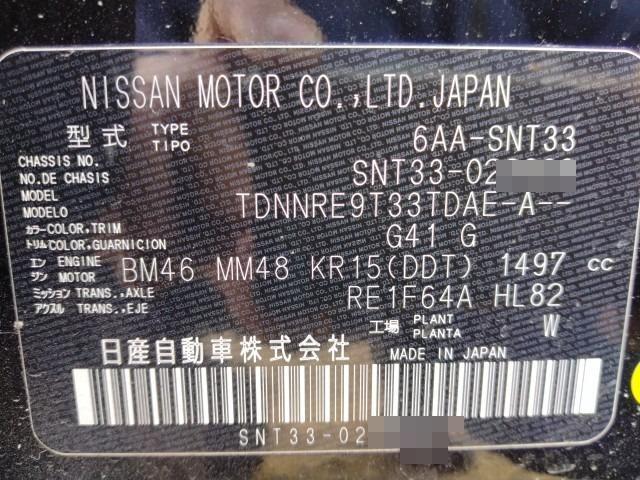 NISSAN MOTOR CO.,LTD.JAPAN
型式 TYPE TIPO 6AA-SNT33
CHASSIS NO.
NO.DE CHASIS SNT33-02
MODEL
MODELO TDNNRE9T33TDAE-A--
カラー COLOR,TRIM
トリム COLOR,GUARNICION G41 G
エンジン ENGINE MOTOR BM46 MM48 KR15(DDT) 1497 cc
ミッション TRANS.,AXLE
アクスル TRANS.,EJE RE1F64A HL82
工場 PLANT PLANTA W
日産自動車株式会社 MADE IN JAPAN
SNT33-02